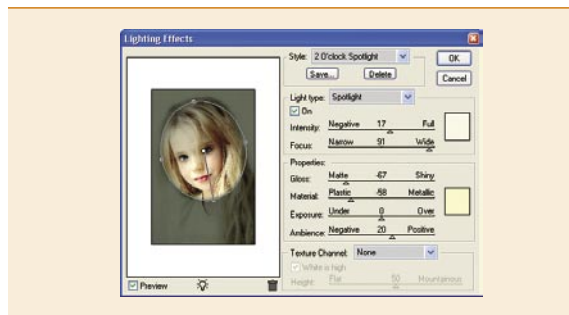 Lighting Effects
Style: 2 O'clock Spotlight
OK
Save... Delete
Cancel
Light type: Spotlight
On
Intensity: Negative 17 Full
Focus: Narrow 91 Wide
Properties:
Gloss: Matte -67 Shiny
Material: Plastic -58 Metallic
Exposure: Under 0 Over
Ambience: Negative 20 Positive
Texture Channel: None
White is high
Height: Flat 50 Mountainous
Preview